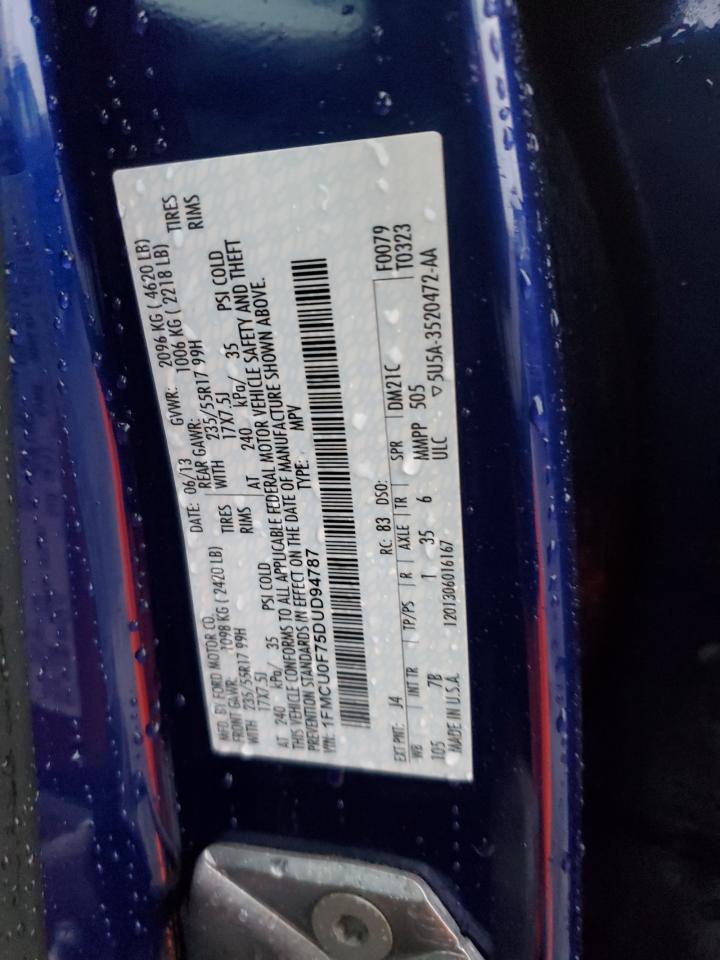 MFD. BY FORD MOTOR CO. DATE: 06/13 GVWR: 2096 KG ( 4620 LB)
FRONT GAWR: 1098 KG (2420 LB) REAR GAWR: 1006 KG ( 2218 LB)
WITH 235/55R17 99H TIRES WITH 235/55R17 99H TIRES
17X7.5J RIMS 17X7.5J RIMS
AT 240 kPa/ 35 PSI COLD AT 240 kPa/ 35 PSI COLD
THIS VEHICLE CONFORMS TO ALL APPLICABLE FEDERAL MOTOR VEHICLE SAFETY AND THEFT
PREVENTION STANDARDS IN EFFECT ON THE DATE OF MANUFACTURE SHOWN ABOVE.
VIN: 1FMCU0F75DUD94787 TYPE: MPV
EXT PNT: J4 RC: 83 DSO: F0079
WB INT TR TP/PS R AXLE TR SPR DM21C T0323
105 7B 1 35 6 MMPP 505
MADE IN U.S.A. 1201306016167 ULC ▽5U5A-3520472-AA